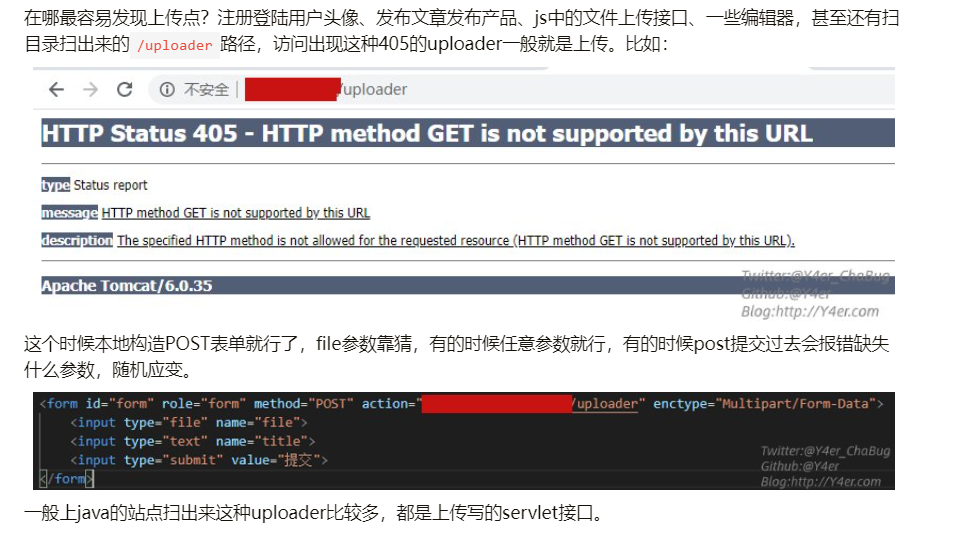 在哪最容易发现上传点？注册登陆用户头像、发布文章发布产品、js中的文件上传接口、一些编辑器，甚至还有扫
目录扫出来的 /uploader 路径，访问出现这种405的uploader一般就是上传。比如：
不安全 | /uploader
HTTP Status 405 - HTTP method GET is not supported by this URL
type Status report
message HTTP method GET is not supported by this URL
description The specified HTTP method is not allowed for the requested resource (HTTP method GET is not supported by this URL).
Apache Tomcat/6.0.35
Twitter:@Y4er_ChaBug
Github:@Y4er
Blog:http://Y4er.com
这个时候本地构造POST表单就行了，file参数靠猜，有的时候任意参数就行，有的时候post提交过去会报错缺失
什么参数，随机应变。
<form id="form" role="form" method="POST" action=" /uploader" enctype="Multipart/Form-Data">
<input type="file" name="file">
<input type="text" name="title">
<input type="submit" value="提交">
</form>
Twitter:@Y4er_ChaBug
Github:@Y4er
Blog:http://Y4er.com
一般上java的站点扫出来这种uploader比较多，都是上传写的servlet接口。